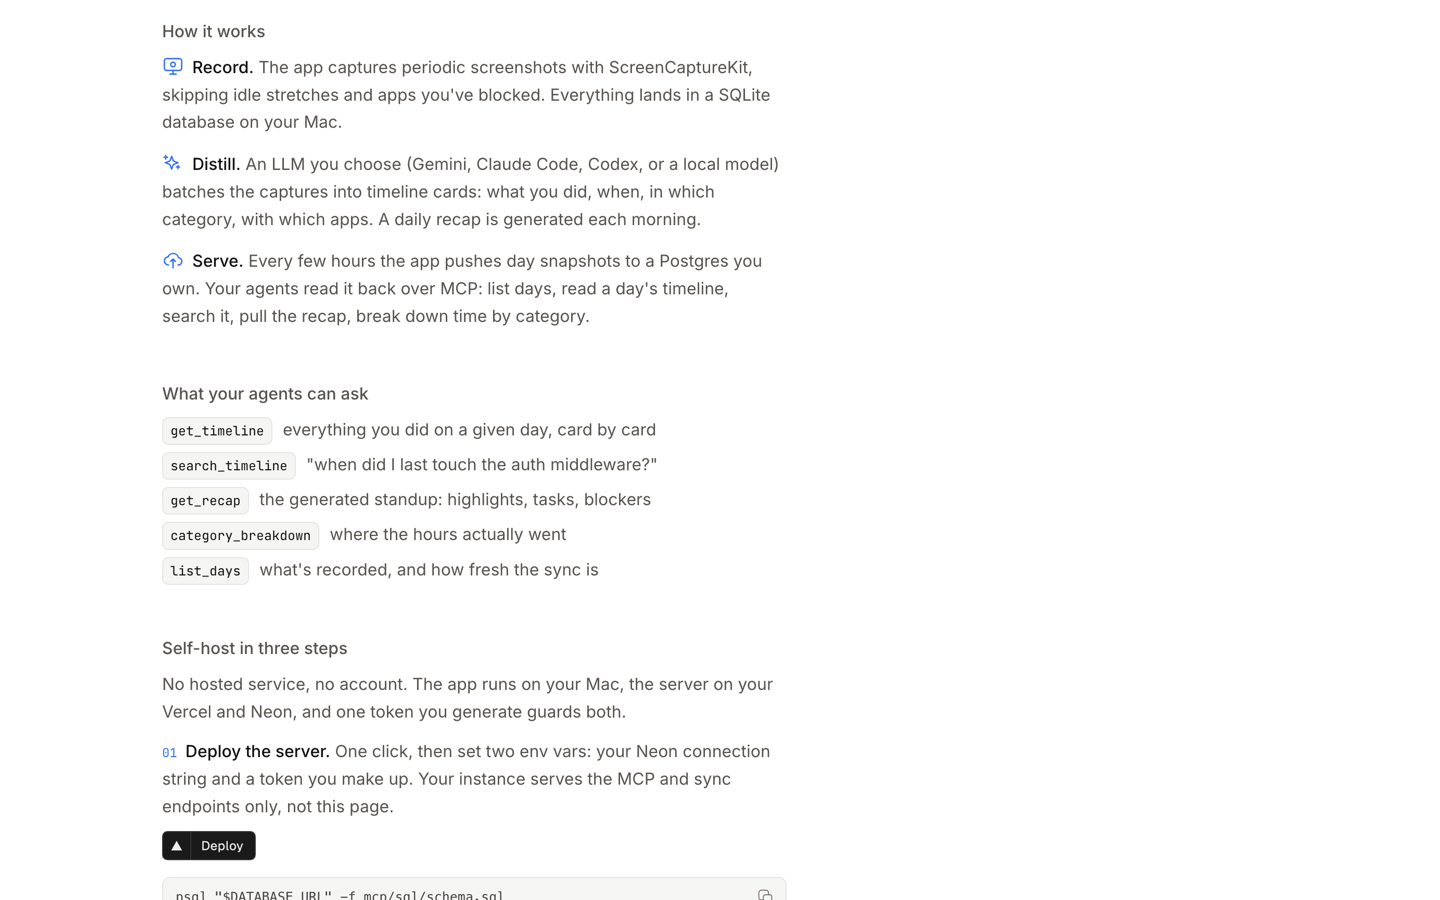 How it works
Record. The app captures periodic screenshots with ScreenCaptureKit,
skipping idle stretches and apps you've blocked. Everything lands in a SQLite
database on your Mac.
Distill. An LLM you choose (Gemini, Claude Code, Codex, or a local model)
batches the captures into timeline cards: what you did, when, in which
category, with which apps. A daily recap is generated each morning.
Serve. Every few hours the app pushes day snapshots to a Postgres you
own. Your agents read it back over MCP: list days, read a day's timeline,
search it, pull the recap, break down time by category.
What your agents can ask
get_timeline everything you did on a given day, card by card
search_timeline "when did I last touch the auth middleware?"
get_recap the generated standup: highlights, tasks, blockers
category_breakdown where the hours actually went
list_days what's recorded, and how fresh the sync is
Self-host in three steps
No hosted service, no account. The app runs on your Mac, the server on your
Vercel and Neon, and one token you generate guards both.
01 Deploy the server. One click, then set two env vars: your Neon connection
string and a token you make up. Your instance serves the MCP and sync
endpoints only, not this page.
Deploy
psql "$DATABASE_URL" -f mcp/sql/schema.sql